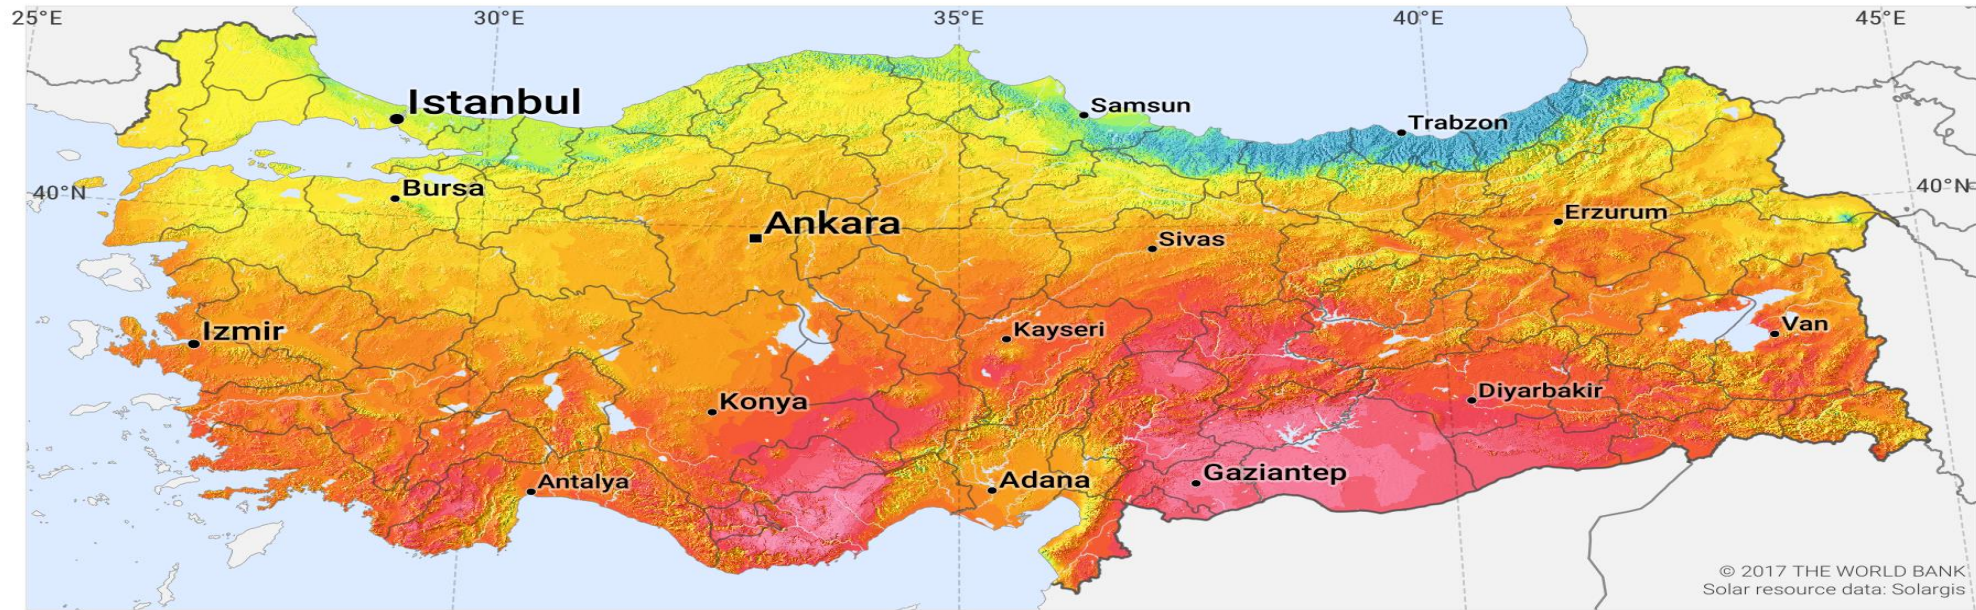 25°E 30°E 35°E 40°E 45°E
Istanbul
Samsun
Trabzon
Bursa
40°N
40°N
Ankara
Erzurum
Sivas
Izmir
Kayseri
Van
Konya
Diyarbakir
Antalya
Adana
Gaziantep
© 2017 THE WORLD BANK
Solar resource data: Solargis